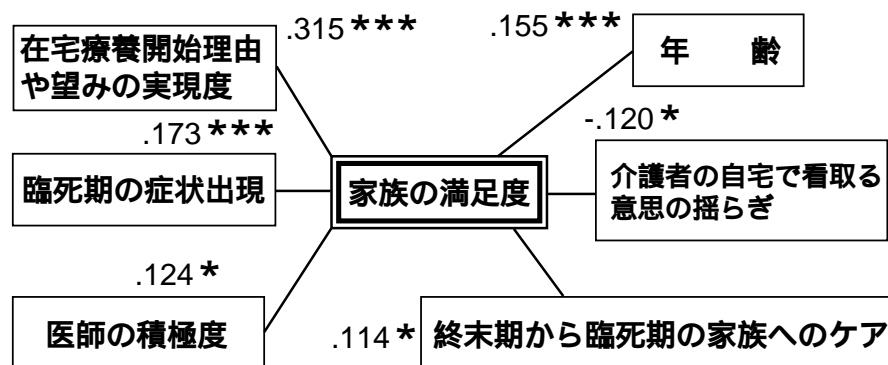 .315 ***
.155 ***
在宅療養開始理由
や望みの実現度
年 齢
.173 ***
-.120 *
臨死期の症状出現
家族の満足度
介護者の自宅で看取る
意思の揺らぎ
.124 *
医師の積極度
.114 *
終末期から臨死期の家族へのケア